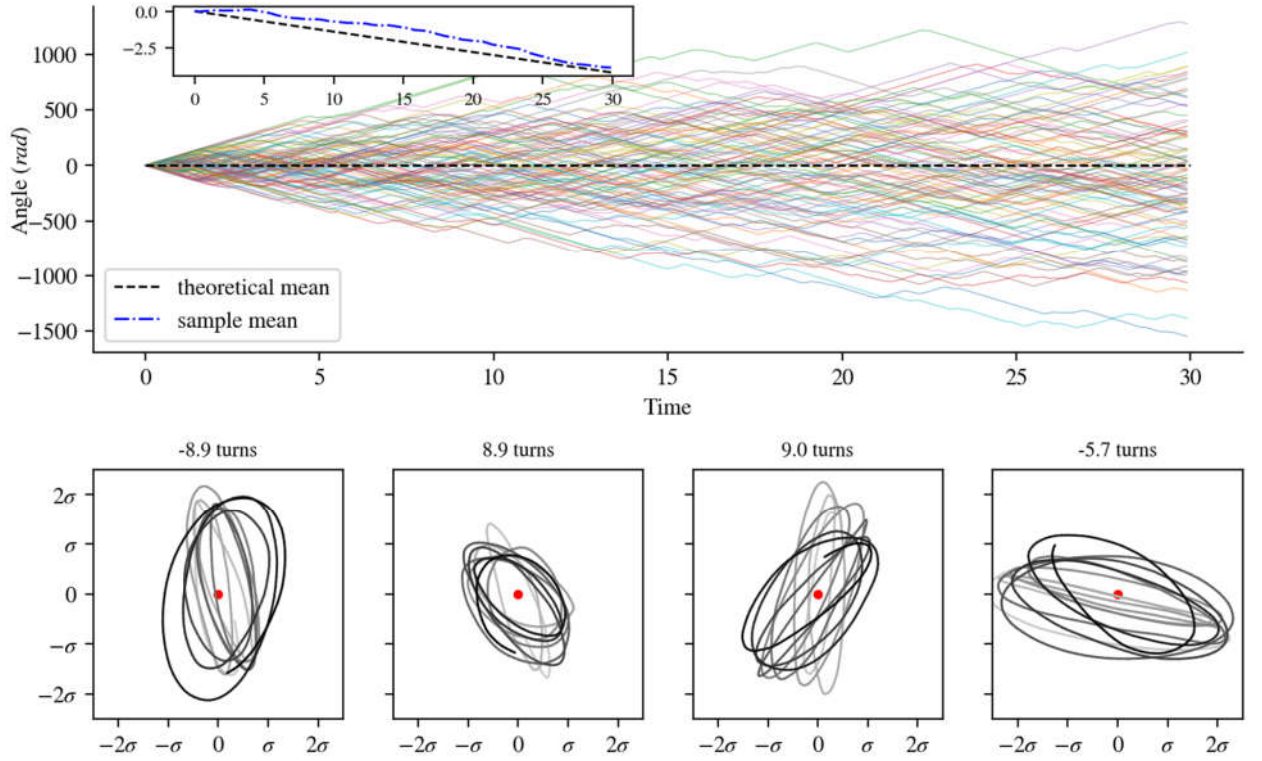 0.0
−2.5
0 5 10 15 20 25 30
1000
500
0
−500
−1000
−1500
Angle (rad)
theoretical mean
sample mean
0 5 10 15 20 25 30
Time
-8.9 turns 8.9 turns 9.0 turns -5.7 turns
2σ
σ
0
−σ
−2σ
−2σ −σ 0 σ 2σ −2σ −σ 0 σ 2σ −2σ −σ 0 σ 2σ −2σ −σ 0 σ 2σ